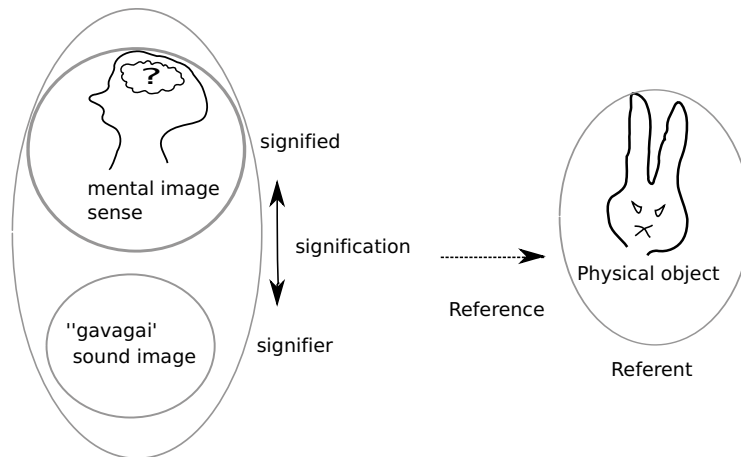 ?
signified
mental image
sense
signification
''gavagai'
sound image
signifier
Reference
Physical object
Referent